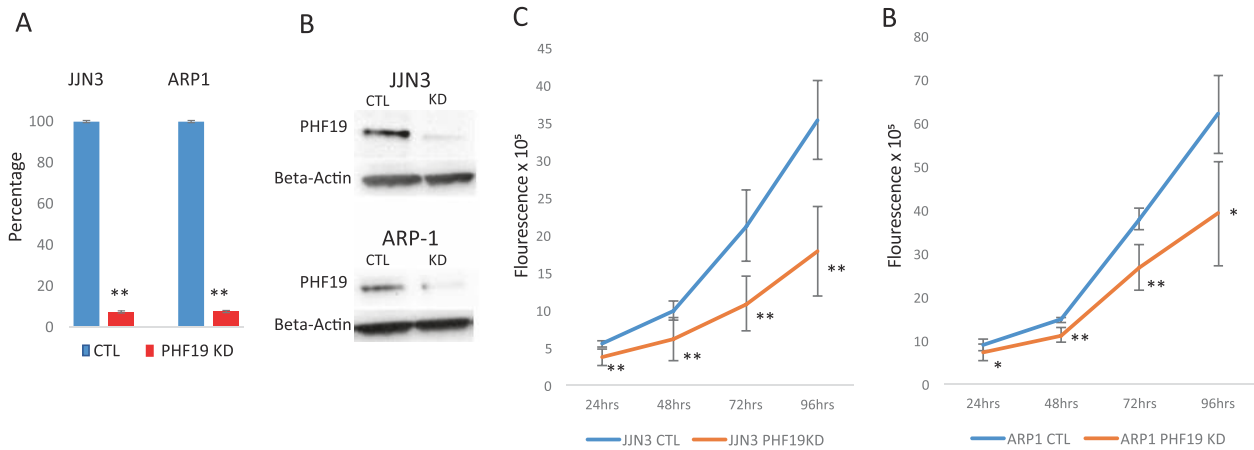 A
JJN3 ARP1
Percentage
100
80
60
40
20
0
** **
CTL PHF19 KD
B
JJN3
CTL KD
PHF19
Beta-Actin
ARP-1
CTL KD
PHF19
Beta-Actin
C
Flourescence x 10⁵
45
40
35
30
25
20
15
10
5
0
**
**
**
**
24hrs 48hrs 72hrs 96hrs
JJN3 CTL JJN3 PHF19KD
B
Flourescence x 10⁵
80
70
60
50
40
30
20
10
0
*
**
**
*
24hrs 48hrs 72hrs 96hrs
ARP1 CTL ARP1 PHF19 KD